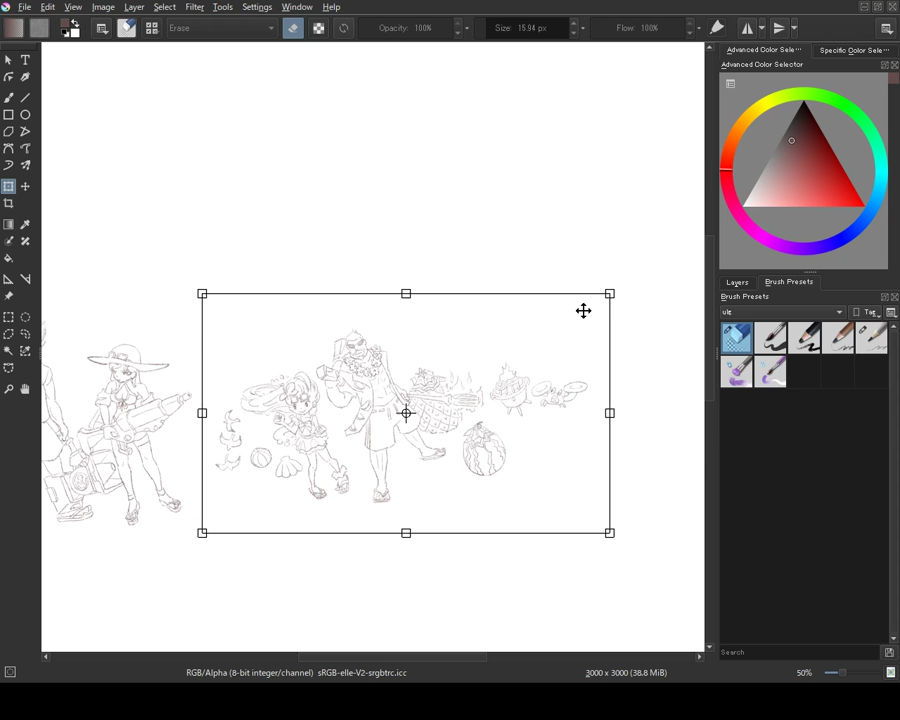 File Edit View Image Layer Select Filter Tools Settings Window Help
Erase Opacity: 100% Size: 15.94 px Flow: 100%
Advanced Color Sele··· Specific Color Sele···
Advanced Color Selector
Layers Brush Presets
Brush Presets
Tag
Search
RGB/Alpha (8-bit integer/channel) sRGB-elle-V2-srgbtrc.icc 3000 x 3000 (38.8 MiB) 50%